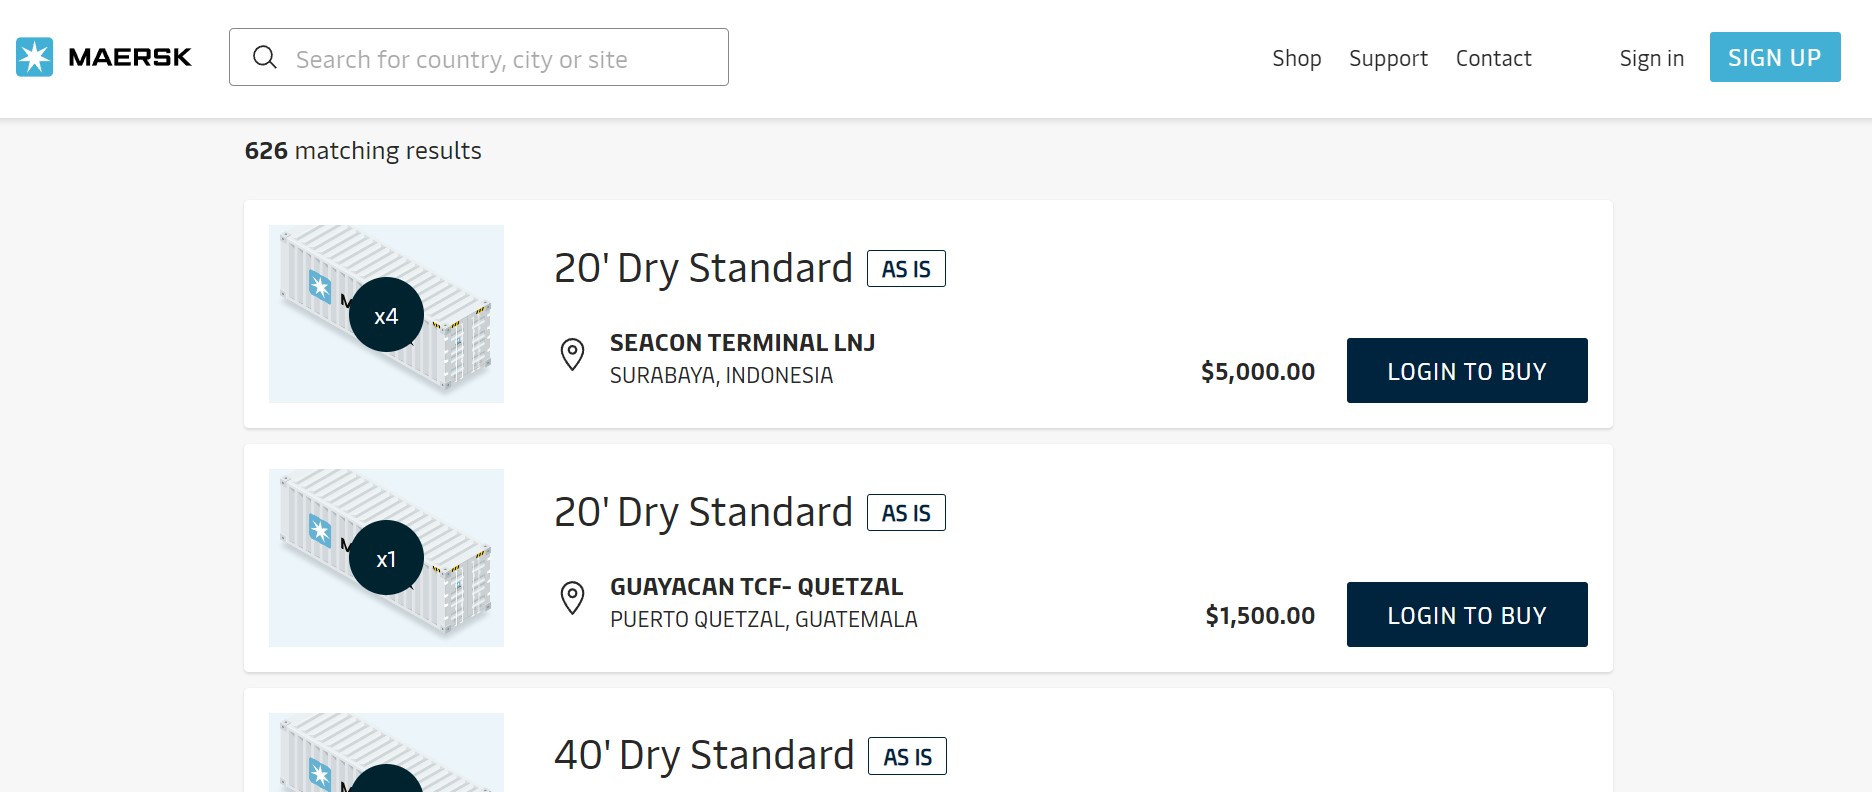 MAERSK
Search for country, city or site
Shop Support Contact Sign in SIGN UP
626 matching results
x4
20' Dry Standard AS IS
SEACON TERMINAL LNJ
SURABAYA, INDONESIA
$5,000.00 LOGIN TO BUY
x1
20' Dry Standard AS IS
GUAYACAN TCF- QUETZAL
PUERTO QUETZAL, GUATEMALA
$1,500.00 LOGIN TO BUY
40' Dry Standard AS IS